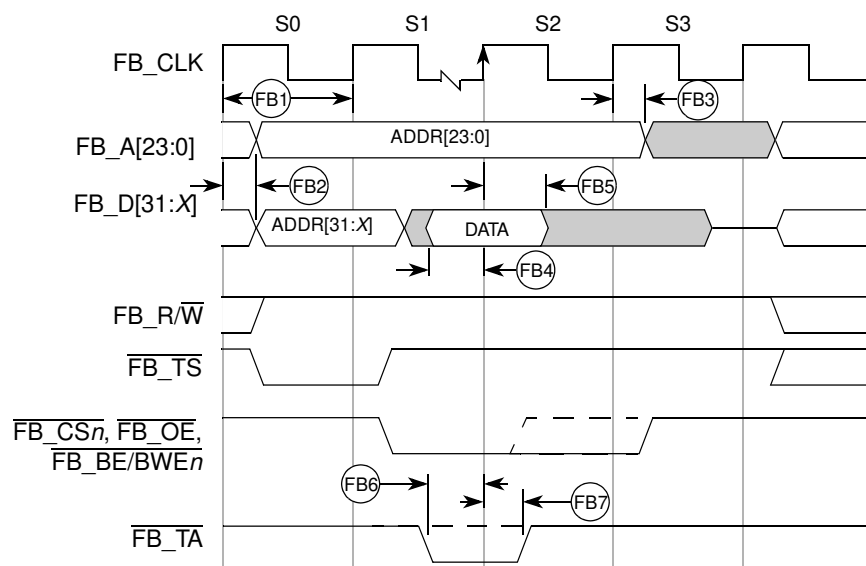 S0 S1 S2 S3
FB_CLK
FB1 FB3
FB_A[23:0] ADDR[23:0]
FB2 FB5
FB_D[31:X] ADDR[31:X] DATA
FB4
FB_R/W
FB_TS
FB_CSn, FB_OE,
FB_BE/BWEn
FB6 FB7
FB_TA